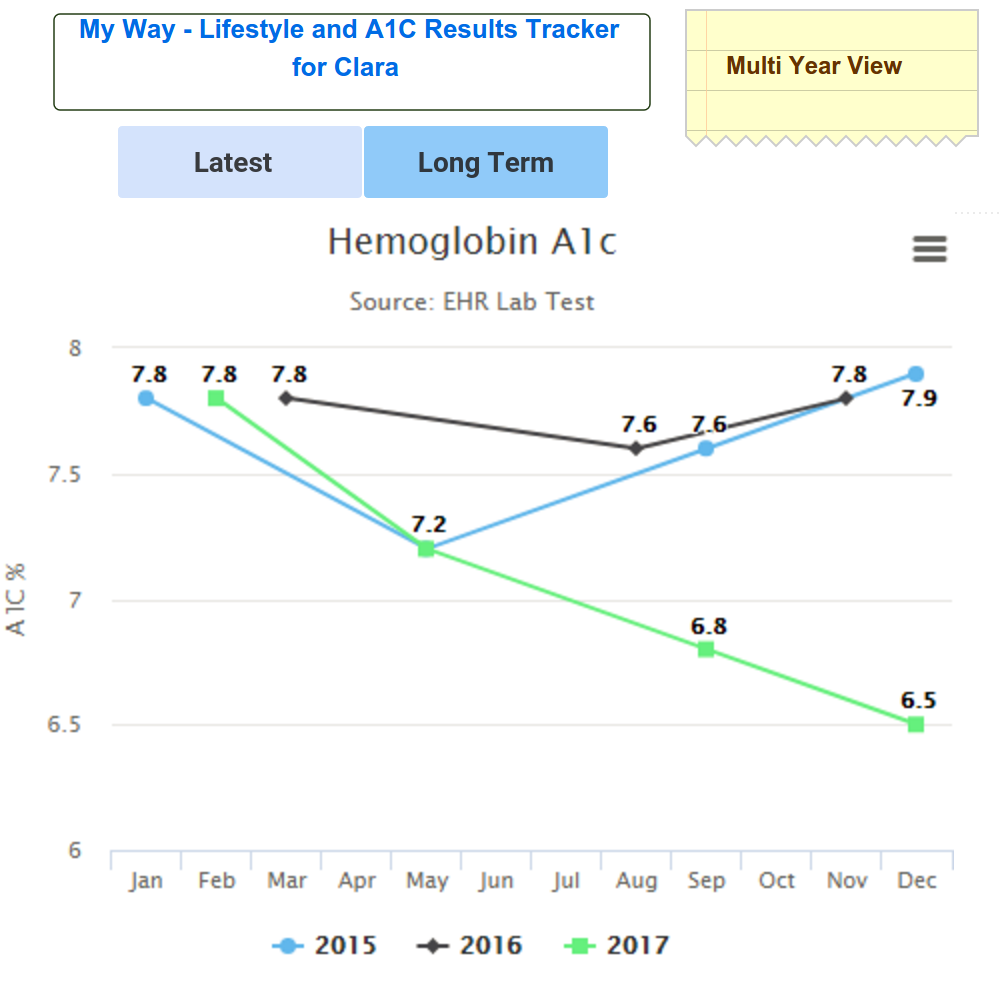 My Way - Lifestyle and A1C Results Tracker
for Clara
Multi Year View
Latest
Long Term
Hemoglobin A1c
Source: EHR Lab Test
8
7.8
7.8
7.8
7.6
7.6
7.8
7.9
7.5
7.2
A1C %
7
6.8
6.5
6.5
6
Jan Feb Mar Apr May Jun Jul Aug Sep Oct Nov Dec
2015 2016 2017